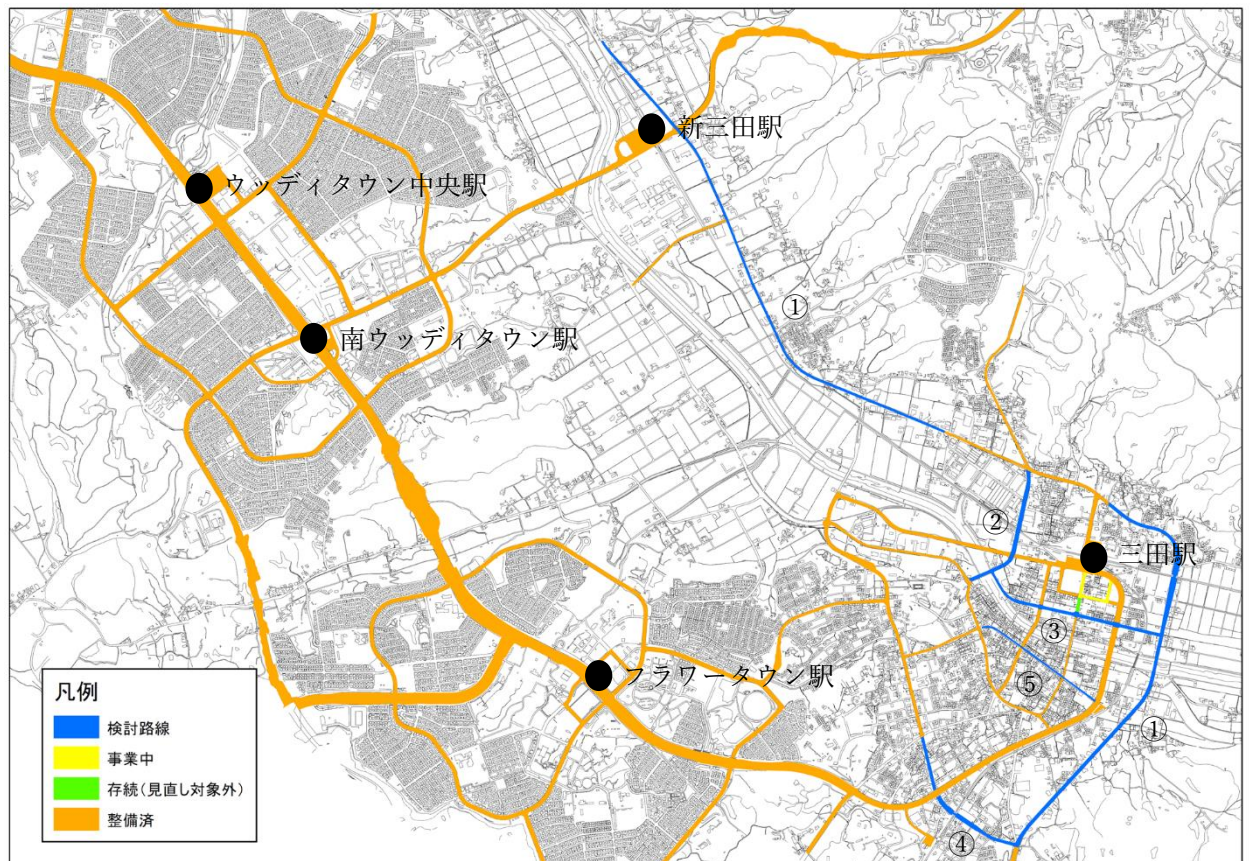 新三田駅
ウッディタウン中央駅
①
南ウッディタウン駅
②
三田駅
③
フラワータウン駅
⑤
①
④
凡例
検討路線
事業中
存続(見直し対象外)
整備済